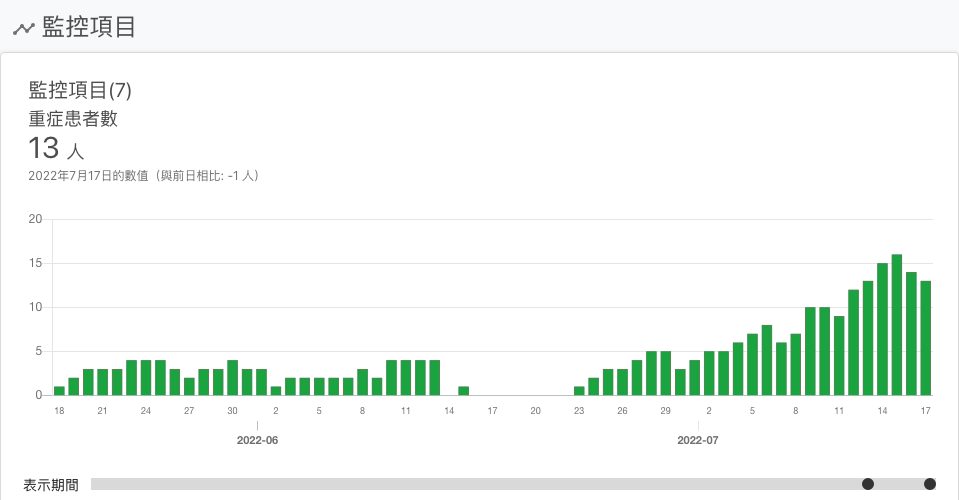 監控項目
監控項目(7)
重症患者數
13 人
2022年7月17日的數值（與前日相比: -1 人）
20
15
10
5
0
18 21 24 27 30 2 5 8 11 14 17 20 23 26 29 2 5 8 11 14 17
2022-06 2022-07
表示期間